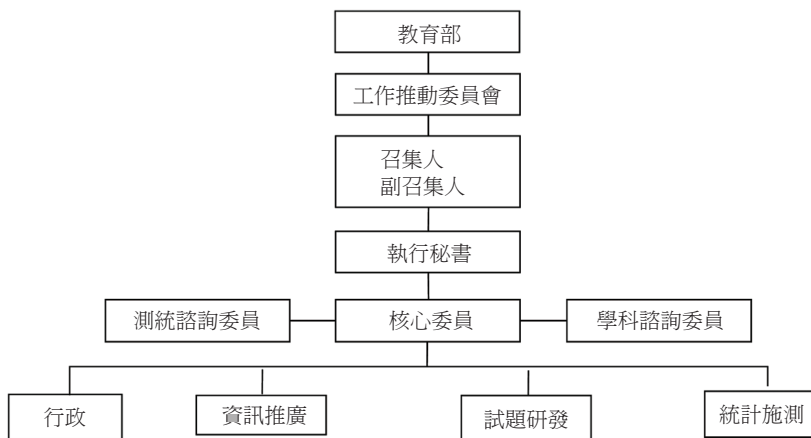 教育部
工作推動委員會
召集人
副召集人
執行秘書
測統諮詢委員
核心委員
學科諮詢委員
行政
資訊推廣
試題研發
統計施測